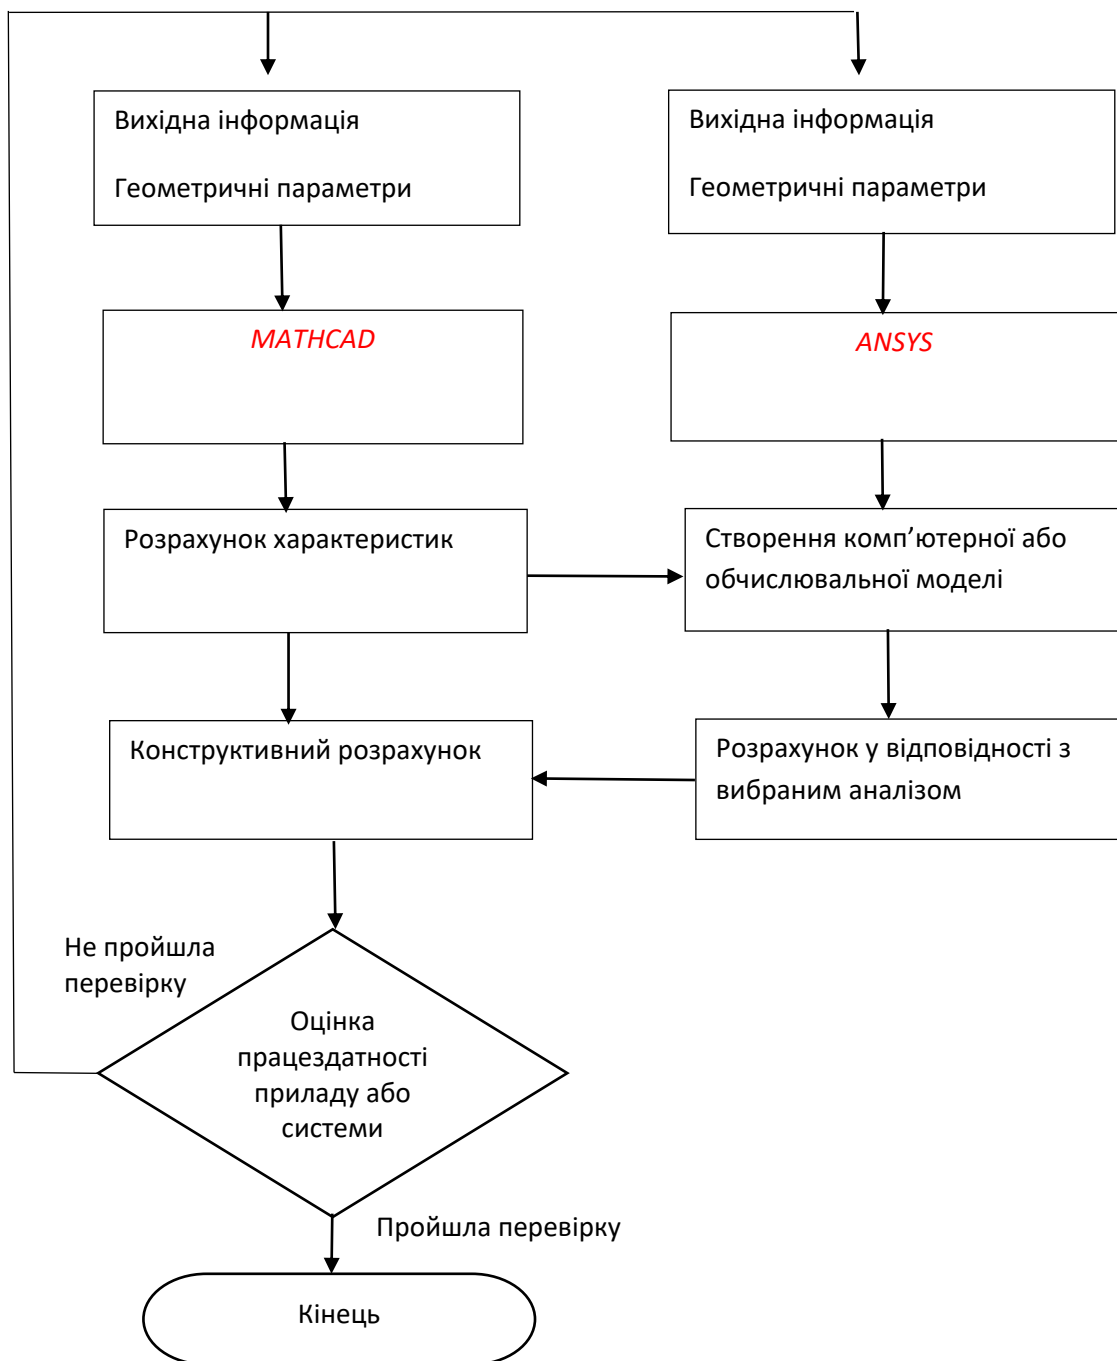 Вихідна інформація
Геометричні параметри
Вихідна інформація
Геометричні параметри
MATHCAD
ANSYS
Розрахунок характеристик
Створення комп’ютерної або
обчислювальної моделі
Конструктивний розрахунок
Розрахунок у відповідності з
вибраним аналізом
Не пройшла
перевірку
Оцінка
працездатності
приладу або
системи
Пройшла перевірку
Кінець